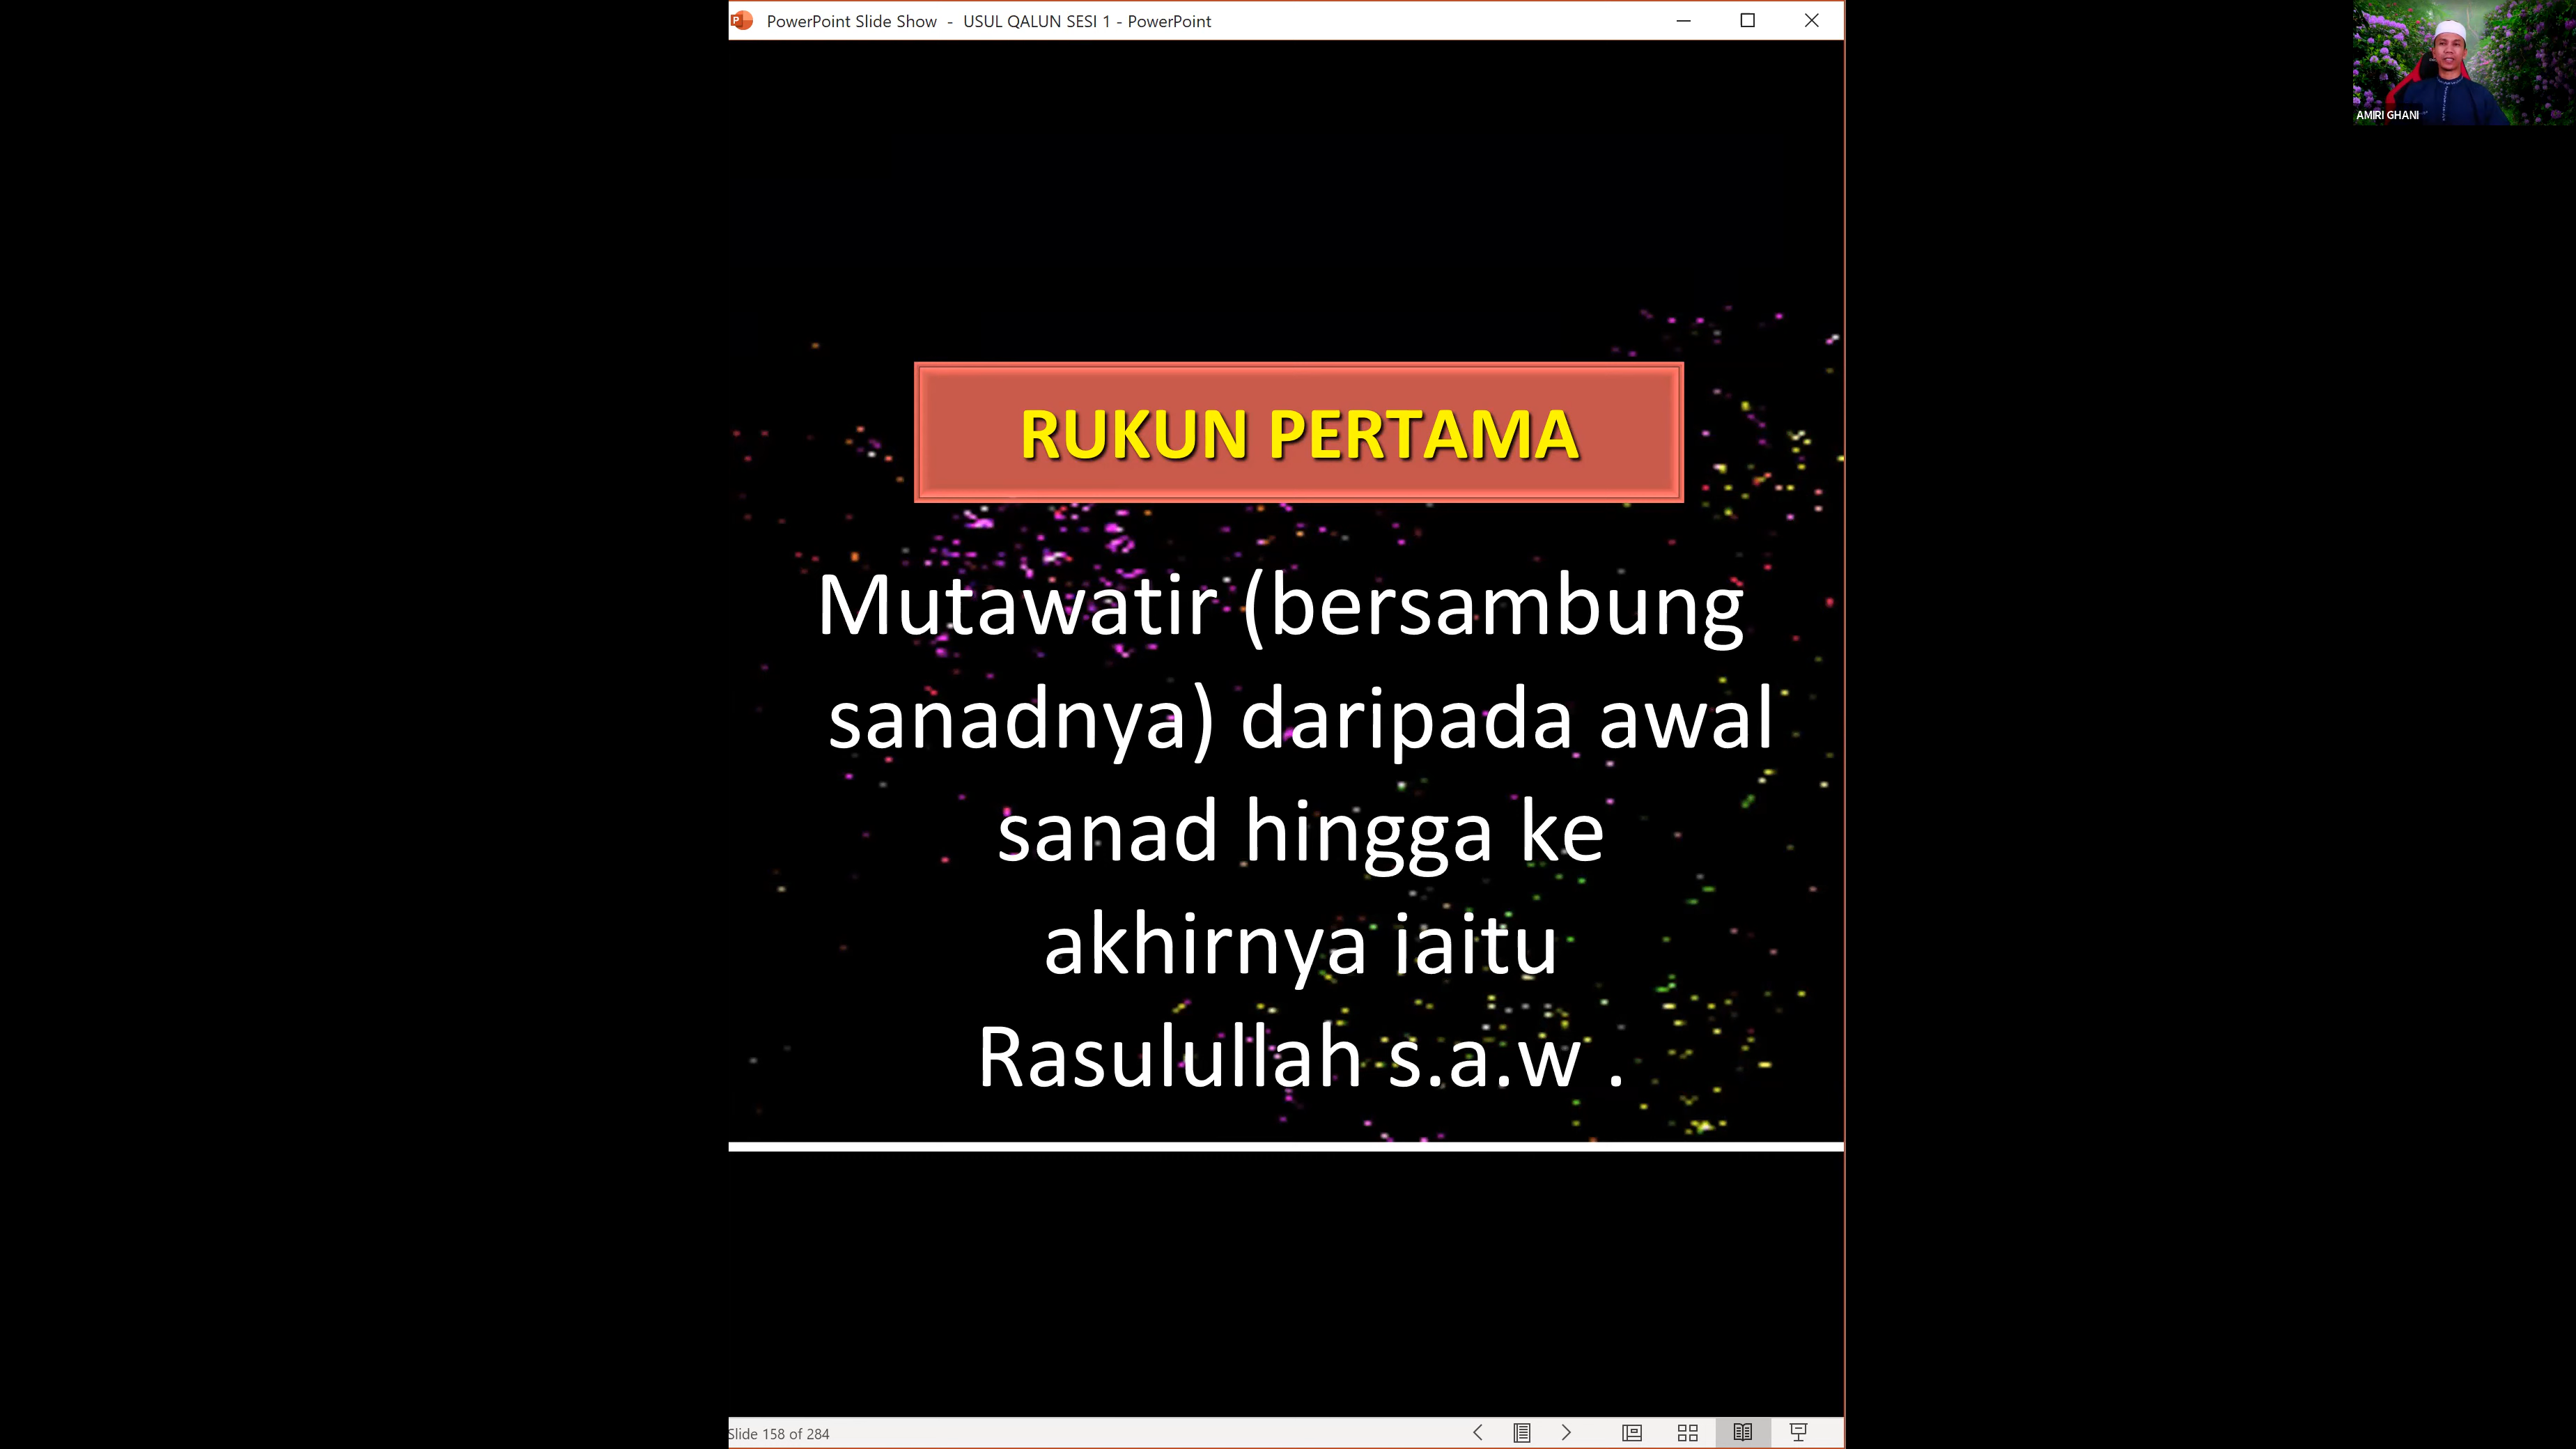 PowerPoint Slide Show - USUL QALUN SESI 1 - PowerPoint
AMIRI GHANI
RUKUN PERTAMA
Mutawatir (bersambung
sanadnya) daripada awal
sanad hingga ke
akhirnya iaitu
Rasulullah s.a.w .
Slide 158 of 284